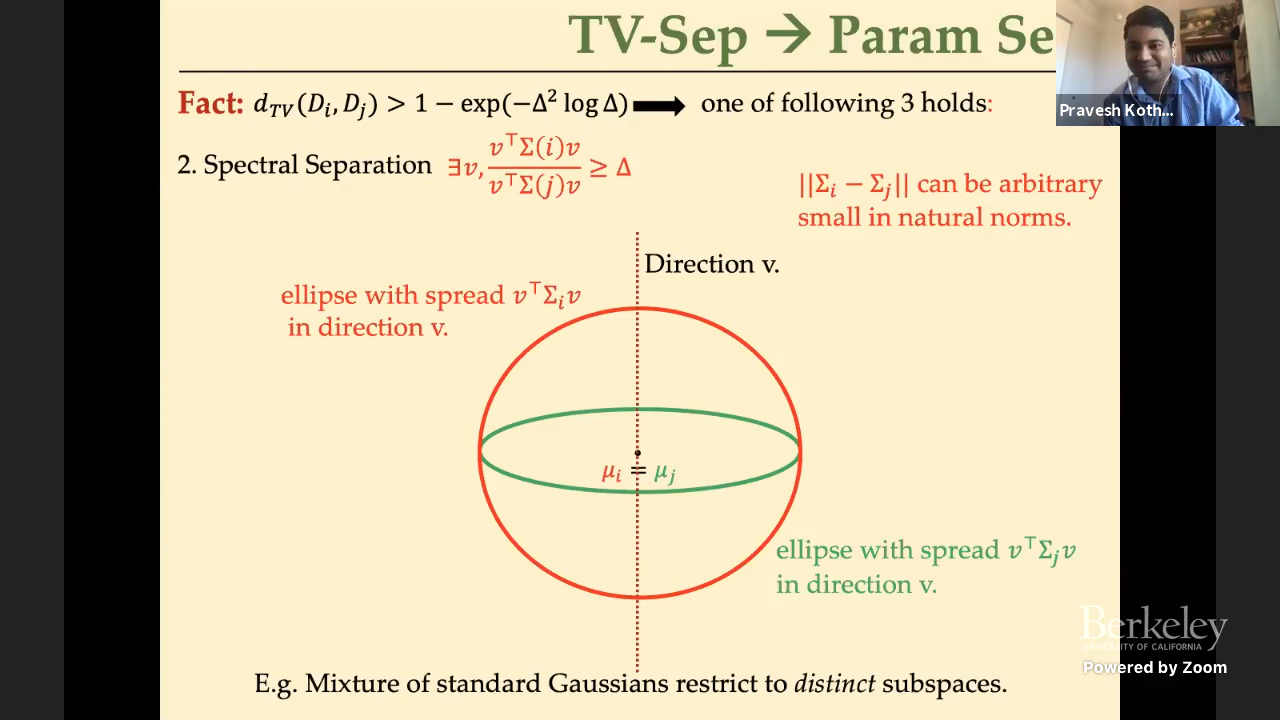 TV-Sep → Param Se
Fact: d_TV(D_i, D_j) > 1 − exp(−Δ² log Δ) → one of following 3 holds:
Pravesh Koth...
2. Spectral Separation ∃v, v^⊤Σ(i)v / v^⊤Σ(j)v ≥ Δ
||Σ_i − Σ_j|| can be arbitrary
small in natural norms.
Direction v.
ellipse with spread v^⊤Σ_i v
in direction v.
μ_i = μ_j
ellipse with spread v^⊤Σ_j v
in direction v.
Berkeley
UNIVERSITY OF CALIFORNIA
Powered by Zoom
E.g. Mixture of standard Gaussians restrict to distinct subspaces.